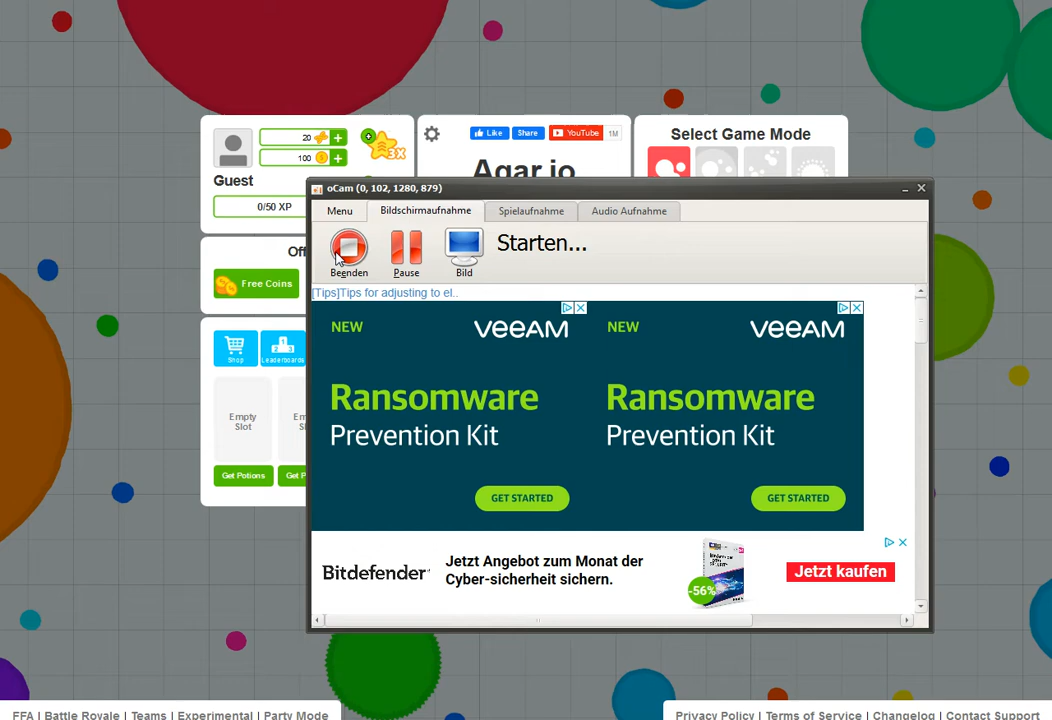 20
100
3X
Guest
0/50 XP
Like
Share
YouTube
1M
Agar.io
Select Game Mode
Free Coins
Shop
Leaderboards
Empty
Slot
Get Potions
oCam (0, 102, 1280, 879)
Menu
Bildschirmaufnahme
Spielaufnahme
Audio Aufnahme
Beenden
Pause
Bild
Starten...
[Tips]Tips for adjusting to el..
NEW
VEEAM
Ransomware
Prevention Kit
GET STARTED
NEW
VEEAM
Ransomware
Prevention Kit
GET STARTED
Bitdefender
Jetzt Angebot zum Monat der
Cyber-sicherheit sichern.
-56%
Jetzt kaufen
FFA | Battle Royale | Teams | Experimental | Party Mode
Privacy Policy | Terms of Service | Changelog | Contact Support